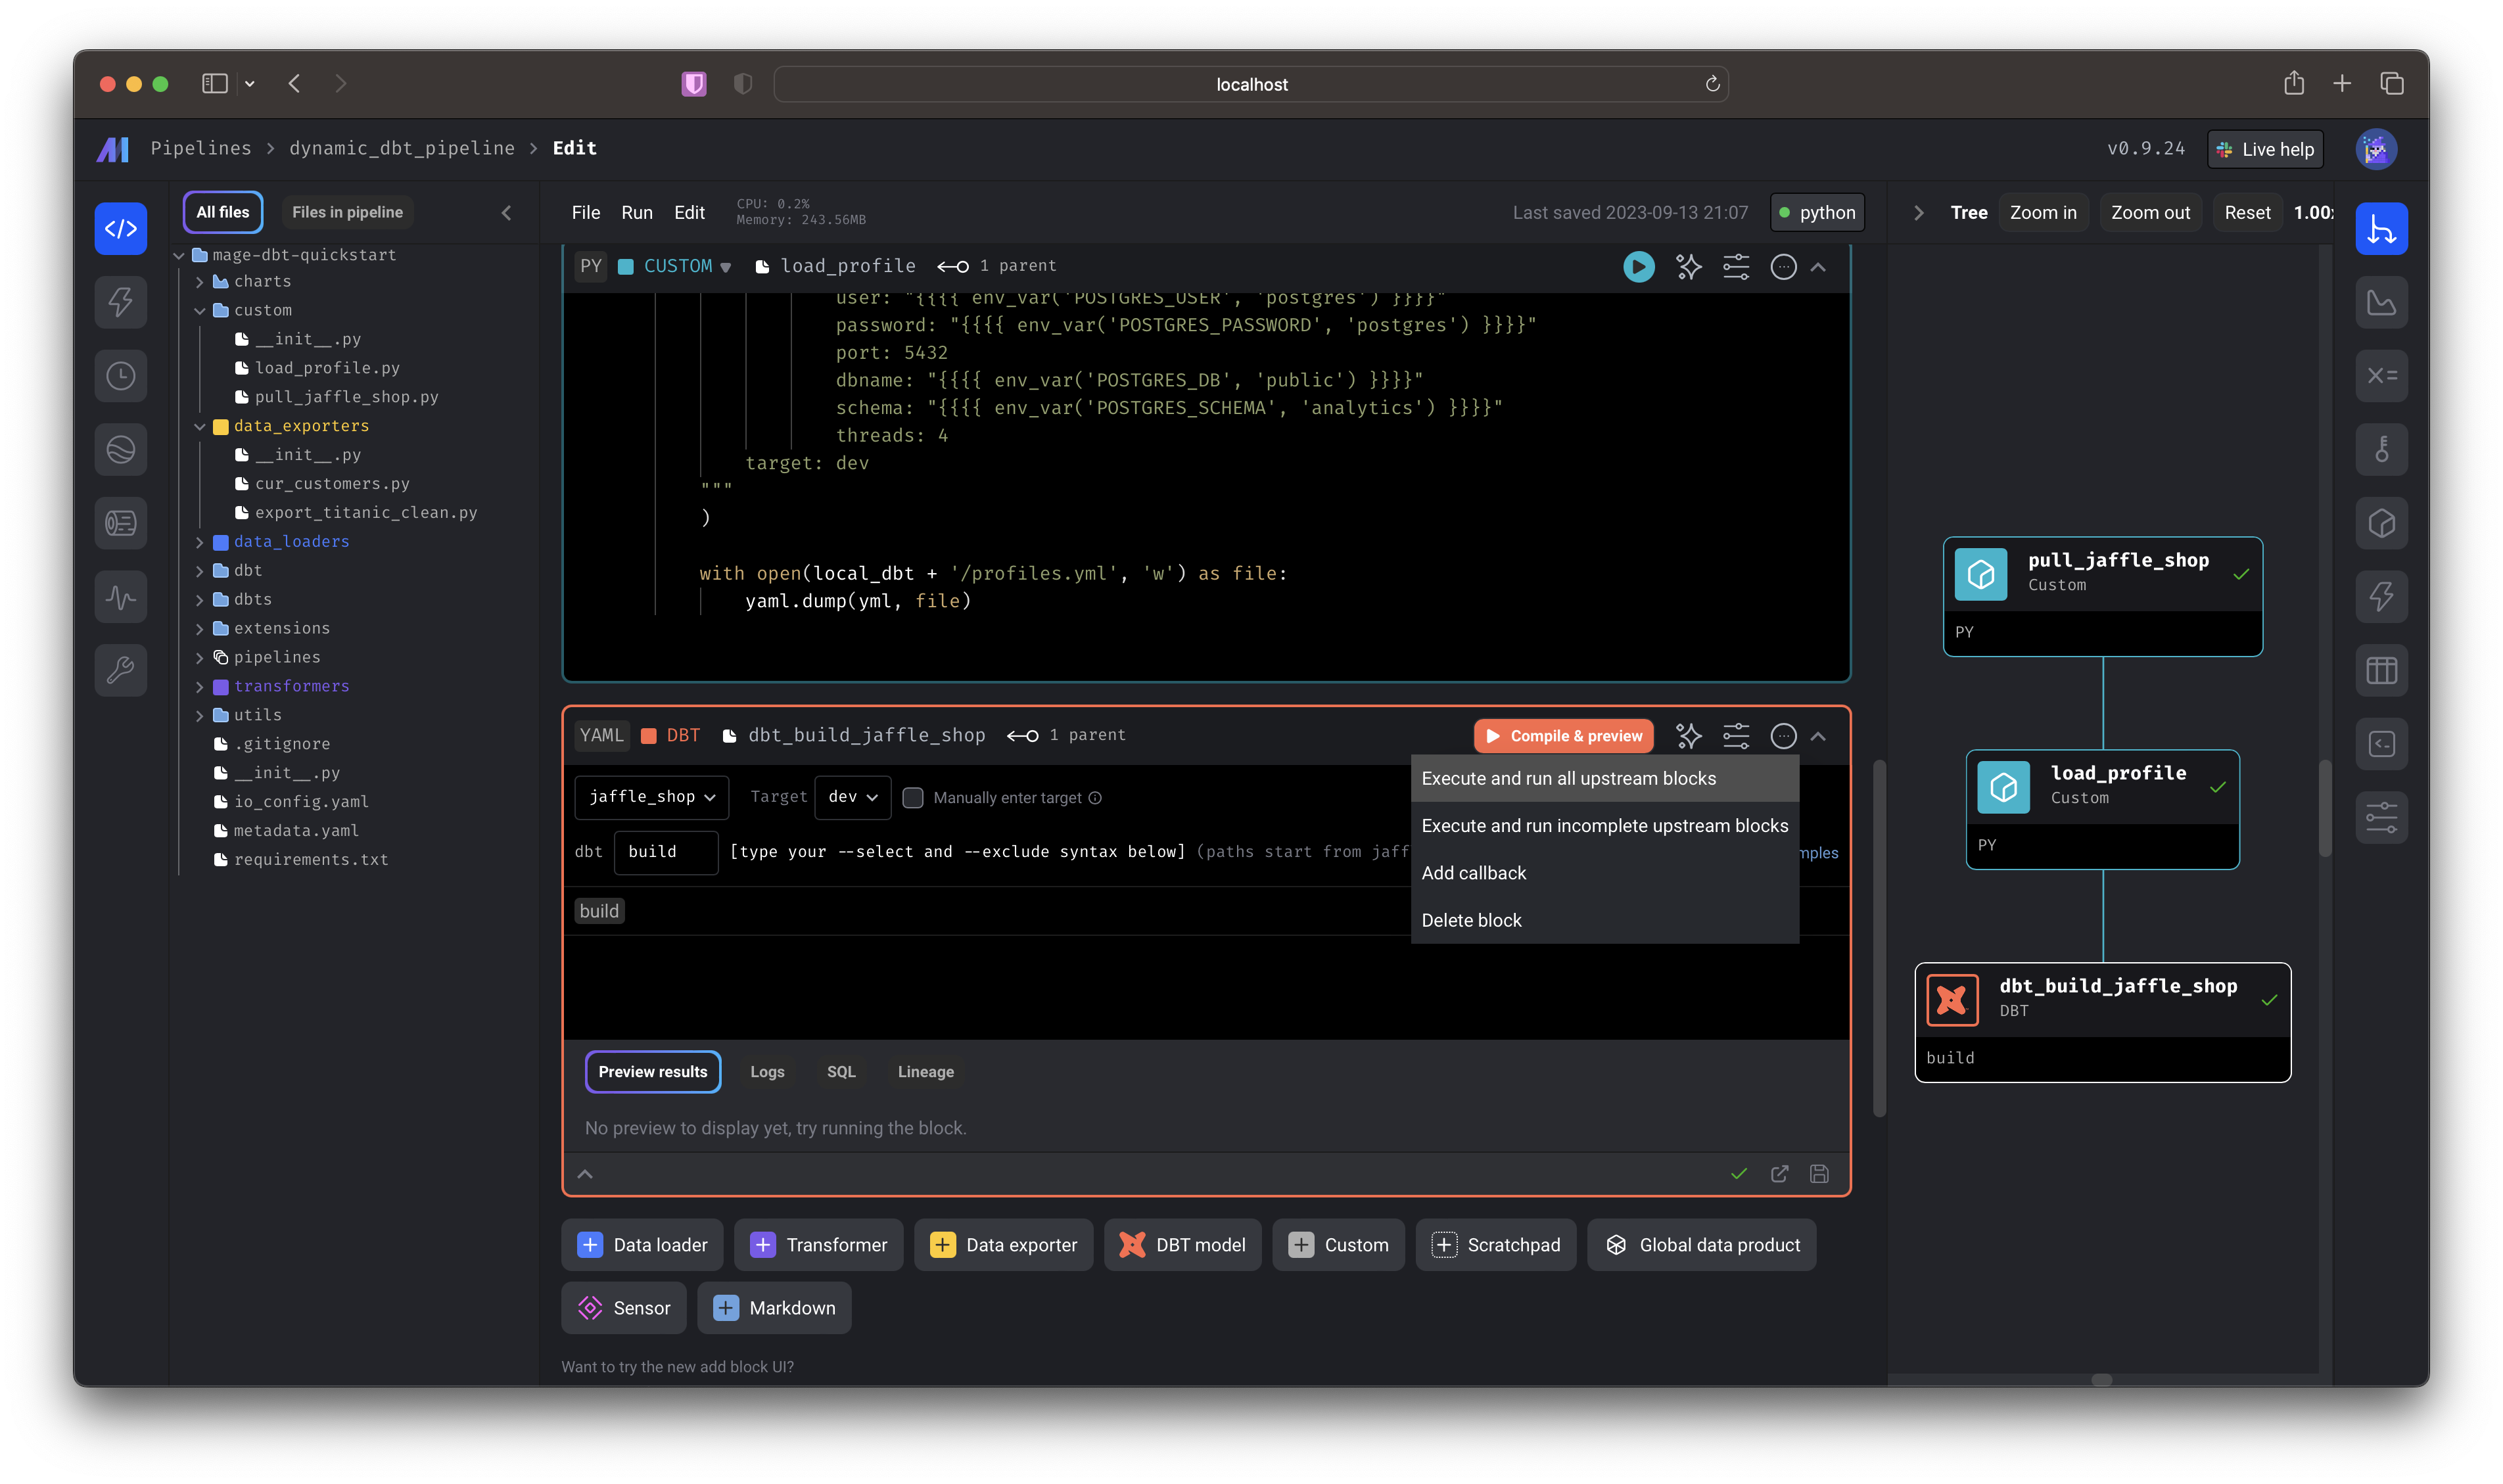 localhost
Pipelines > dynamic_dbt_pipeline > Edit
v0.9.24
Live help
All files
Files in pipeline
mage-dbt-quickstart
charts
custom
__init__.py
load_profile.py
pull_jaffle_shop.py
data_exporters
__init__.py
cur_customers.py
export_titanic_clean.py
data_loaders
dbt
dbts
extensions
pipelines
transformers
utils
.gitignore
__init__.py
io_config.yaml
metadata.yaml
requirements.txt
File Run Edit
CPU: 0.2%
Memory: 243.56MB
Last saved 2023-09-13 21:07
python
PY CUSTOM load_profile 1 parent
user: "{{{{ env_var('POSTGRES_USER', 'postgres') }}}}"
password: "{{{{ env_var('POSTGRES_PASSWORD', 'postgres') }}}}"
port: 5432
dbname: "{{{{ env_var('POSTGRES_DB', 'public') }}}}"
schema: "{{{{ env_var('POSTGRES_SCHEMA', 'analytics') }}}}"
threads: 4
target: dev
"""
)
with open(local_dbt + '/profiles.yml', 'w') as file:
yaml.dump(yml, file)
YAML DBT dbt_build_jaffle_shop 1 parent
Compile & preview
jaffle_shop Target dev Manually enter target
dbt build [type your --select and --exclude syntax below] (paths start from jaff
mples
build
Execute and run all upstream blocks
Execute and run incomplete upstream blocks
Add callback
Delete block
Preview results Logs SQL Lineage
No preview to display yet, try running the block.
Data loader Transformer Data exporter DBT model Custom Scratchpad Global data product
Sensor Markdown
Want to try the new add block UI?
Tree Zoom in Zoom out Reset 1.00
pull_jaffle_shop
Custom
PY
load_profile
Custom
PY
dbt_build_jaffle_shop
DBT
build